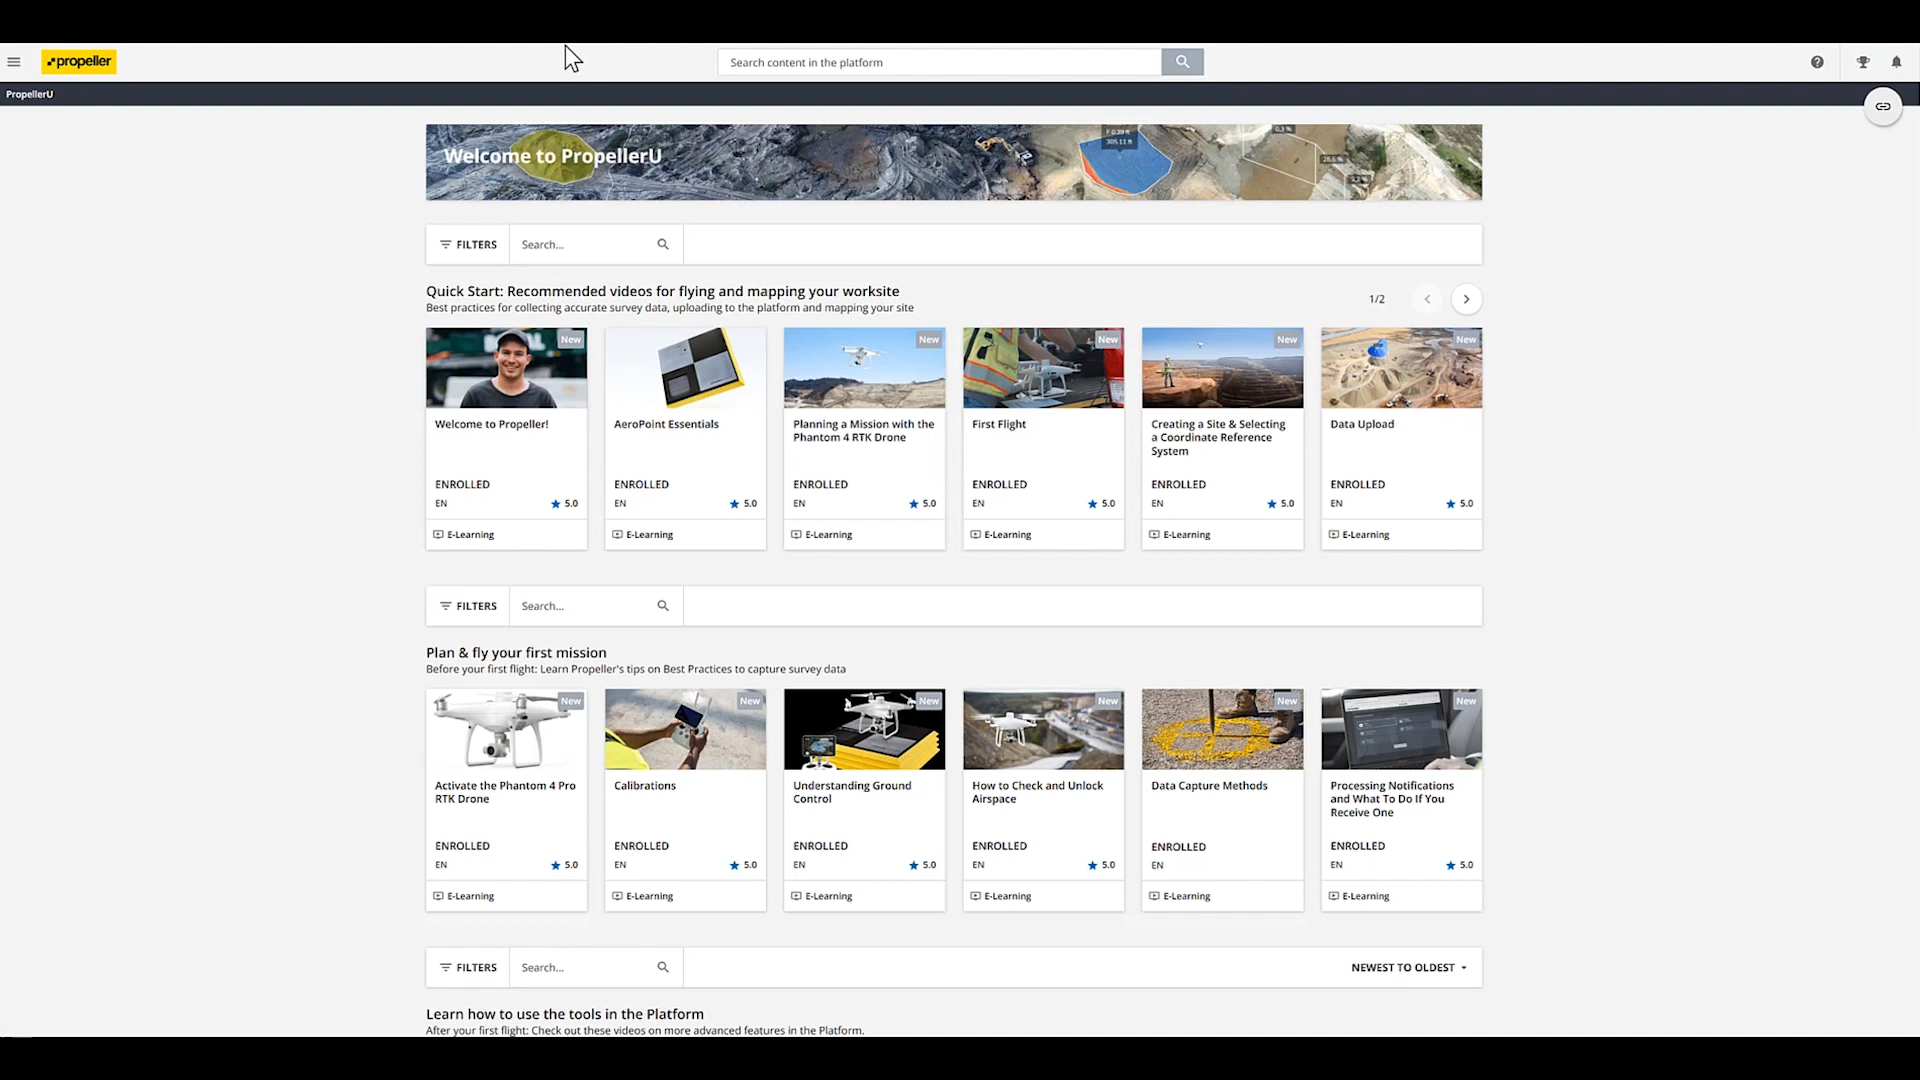 propeller
Search content in the platform
PropellerU
Welcome to PropellerU
F 0.39 ft
305.11 ft
0.3 %
28.6 %
FILTERS
Search...
Quick Start: Recommended videos for flying and mapping your worksite
Best practices for collecting accurate survey data, uploading to the platform and mapping your site
1/2
New
New
New
New
New
Welcome to Propeller!
AeroPoint Essentials
Planning a Mission with the
Phantom 4 RTK Drone
First Flight
Creating a Site & Selecting
a Coordinate Reference
System
Data Upload
ENROLLED
ENROLLED
ENROLLED
ENROLLED
ENROLLED
ENROLLED
EN 5.0
EN 5.0
EN 5.0
EN 5.0
EN 5.0
EN 5.0
E-Learning
E-Learning
E-Learning
E-Learning
E-Learning
E-Learning
FILTERS
Search...
Plan & fly your first mission
Before your first flight: Learn Propeller's tips on Best Practices to capture survey data
New
New
New
New
New
New
Activate the Phantom 4 Pro
RTK Drone
Calibrations
Understanding Ground
Control
How to Check and Unlock
Airspace
Data Capture Methods
Processing Notifications
and What To Do If You
Receive One
ENROLLED
ENROLLED
ENROLLED
ENROLLED
ENROLLED
ENROLLED
EN 5.0
EN 5.0
EN 5.0
EN 5.0
EN
EN 5.0
E-Learning
E-Learning
E-Learning
E-Learning
E-Learning
E-Learning
FILTERS
Search...
NEWEST TO OLDEST
Learn how to use the tools in the Platform
After your first flight: Check out these videos on more advanced features in the Platform.